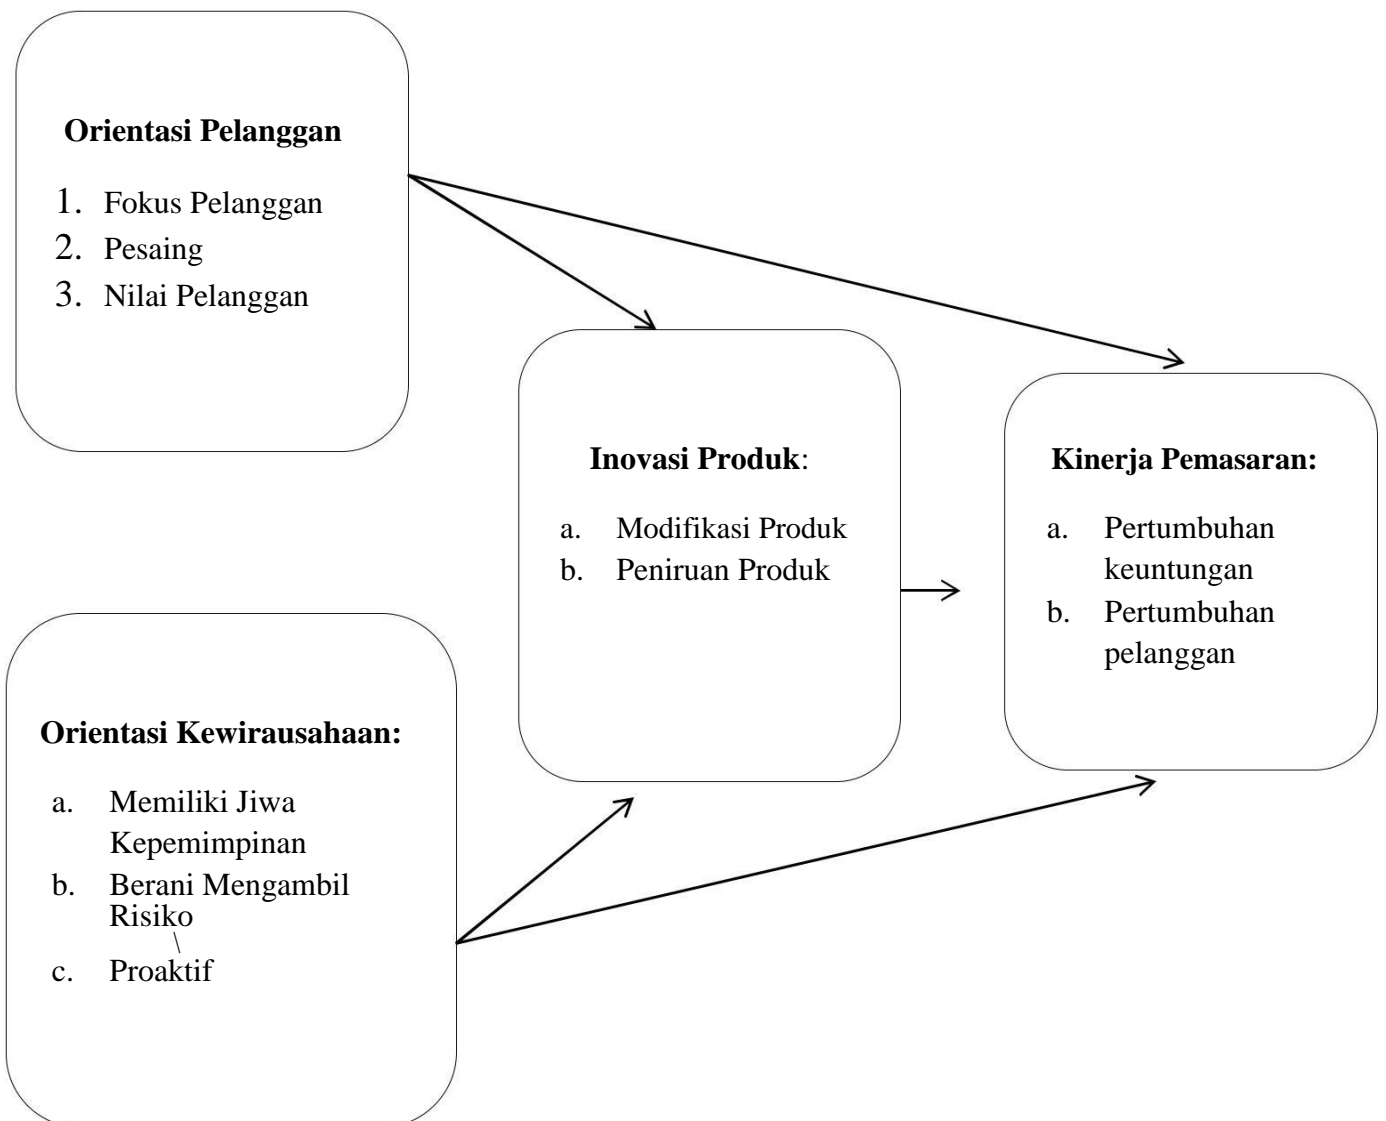 Orientasi Pelanggan
1. Fokus Pelanggan
2. Pesaing
3. Nilai Pelanggan
Inovasi Produk:
a. Modifikasi Produk
b. Peniruan Produk
Kinerja Pemasaran:
a. Pertumbuhan
keuntungan
b. Pertumbuhan
pelanggan
Orientasi Kewirausahaan:
a. Memiliki Jiwa
Kepemimpinan
b. Berani Mengambil
Risiko
\
c. Proaktif